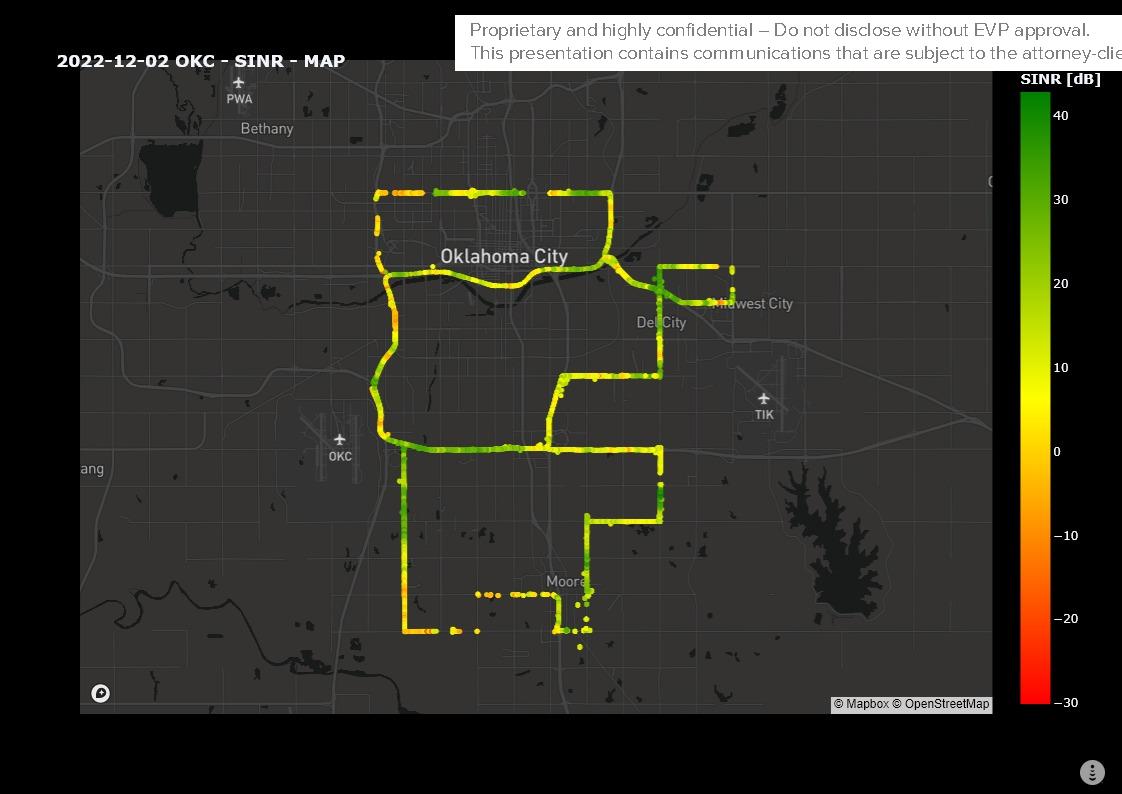 Proprietary and highly confidential – Do not disclose without EVP approval.
This presentation contains communications that are subject to the attorney-clie
2022-12-02 OKC - SINR - MAP
SINR [dB]
PWA
Bethany
Oklahoma City
Midwest City
Del City
TIK
OKC
ang
Moore
40
30
20
10
0
−10
−20
−30
© Mapbox © OpenStreetMap